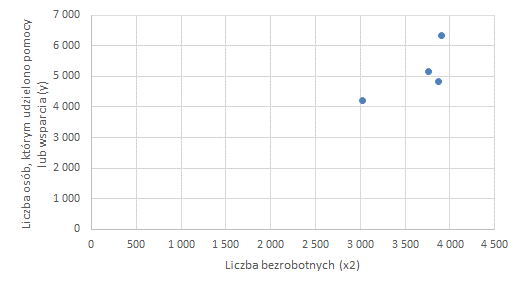 7 000
6 000
5 000
4 000
3 000
2 000
1 000
0
Liczba osób, którym udzielono pomocy
lub wsparcia (y)
0 500 1 000 1 500 2 000 2 500 3 000 3 500 4 000 4 500
Liczba bezrobotnych (x2)